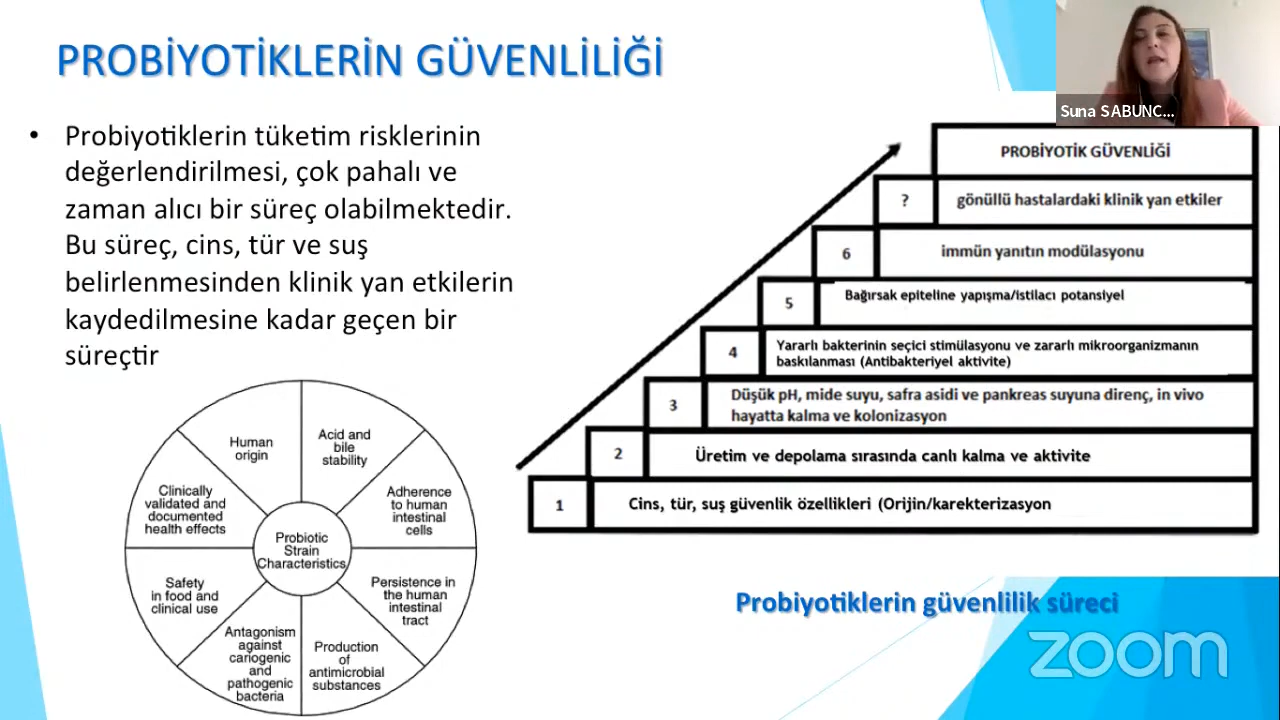 PROBİYOTİKLERİN GÜVENLİLİĞİ
Suna SABUNC...
• Probiyotiklerin tüketim risklerinin
değerlendirilmesi, çok pahalı ve
zaman alıcı bir süreç olabilmektedir.
Bu süreç, cins, tür ve suş
belirlenmesinden klinik yan etkilerin
kaydedilmesine kadar geçen bir
süreçtir
PROBİYOTİK GÜVENLİĞİ
? gönüllü hastalardaki klinik yan etkiler
6 immün yanıtın modülasyonu
5 Bağırsak epiteline yapışma/istilacı potansiyel
4 Yararlı bakterinin seçici stimülasyonu ve zararlı mikroorganizmanın
baskılanması (Antibakteriyel aktivite)
3 Düşük pH, mide suyu, safra asidi ve pankreas suyuna direnç, in vivo
hayatta kalma ve kolonizasyon
2 Üretim ve depolama sırasında canlı kalma ve aktivite
1 Cins, tür, suş güvenlik özellikleri (Orijin/karekterizasyon
Probiyotiklerin güvenlilik süreci
Human
origin
Acid and
bile
stability
Clinically
validated and
documented
health effects
Adherence
to human
intestinal
cells
Probiotic
Strain
Characteristics
Safety
in food and
clinical use
Persistence in
the human
intestinal
tract
Antagonism
against
cariogenic
and
pathogenic
bacteria
Production
of
antimicrobial
substances
zoom